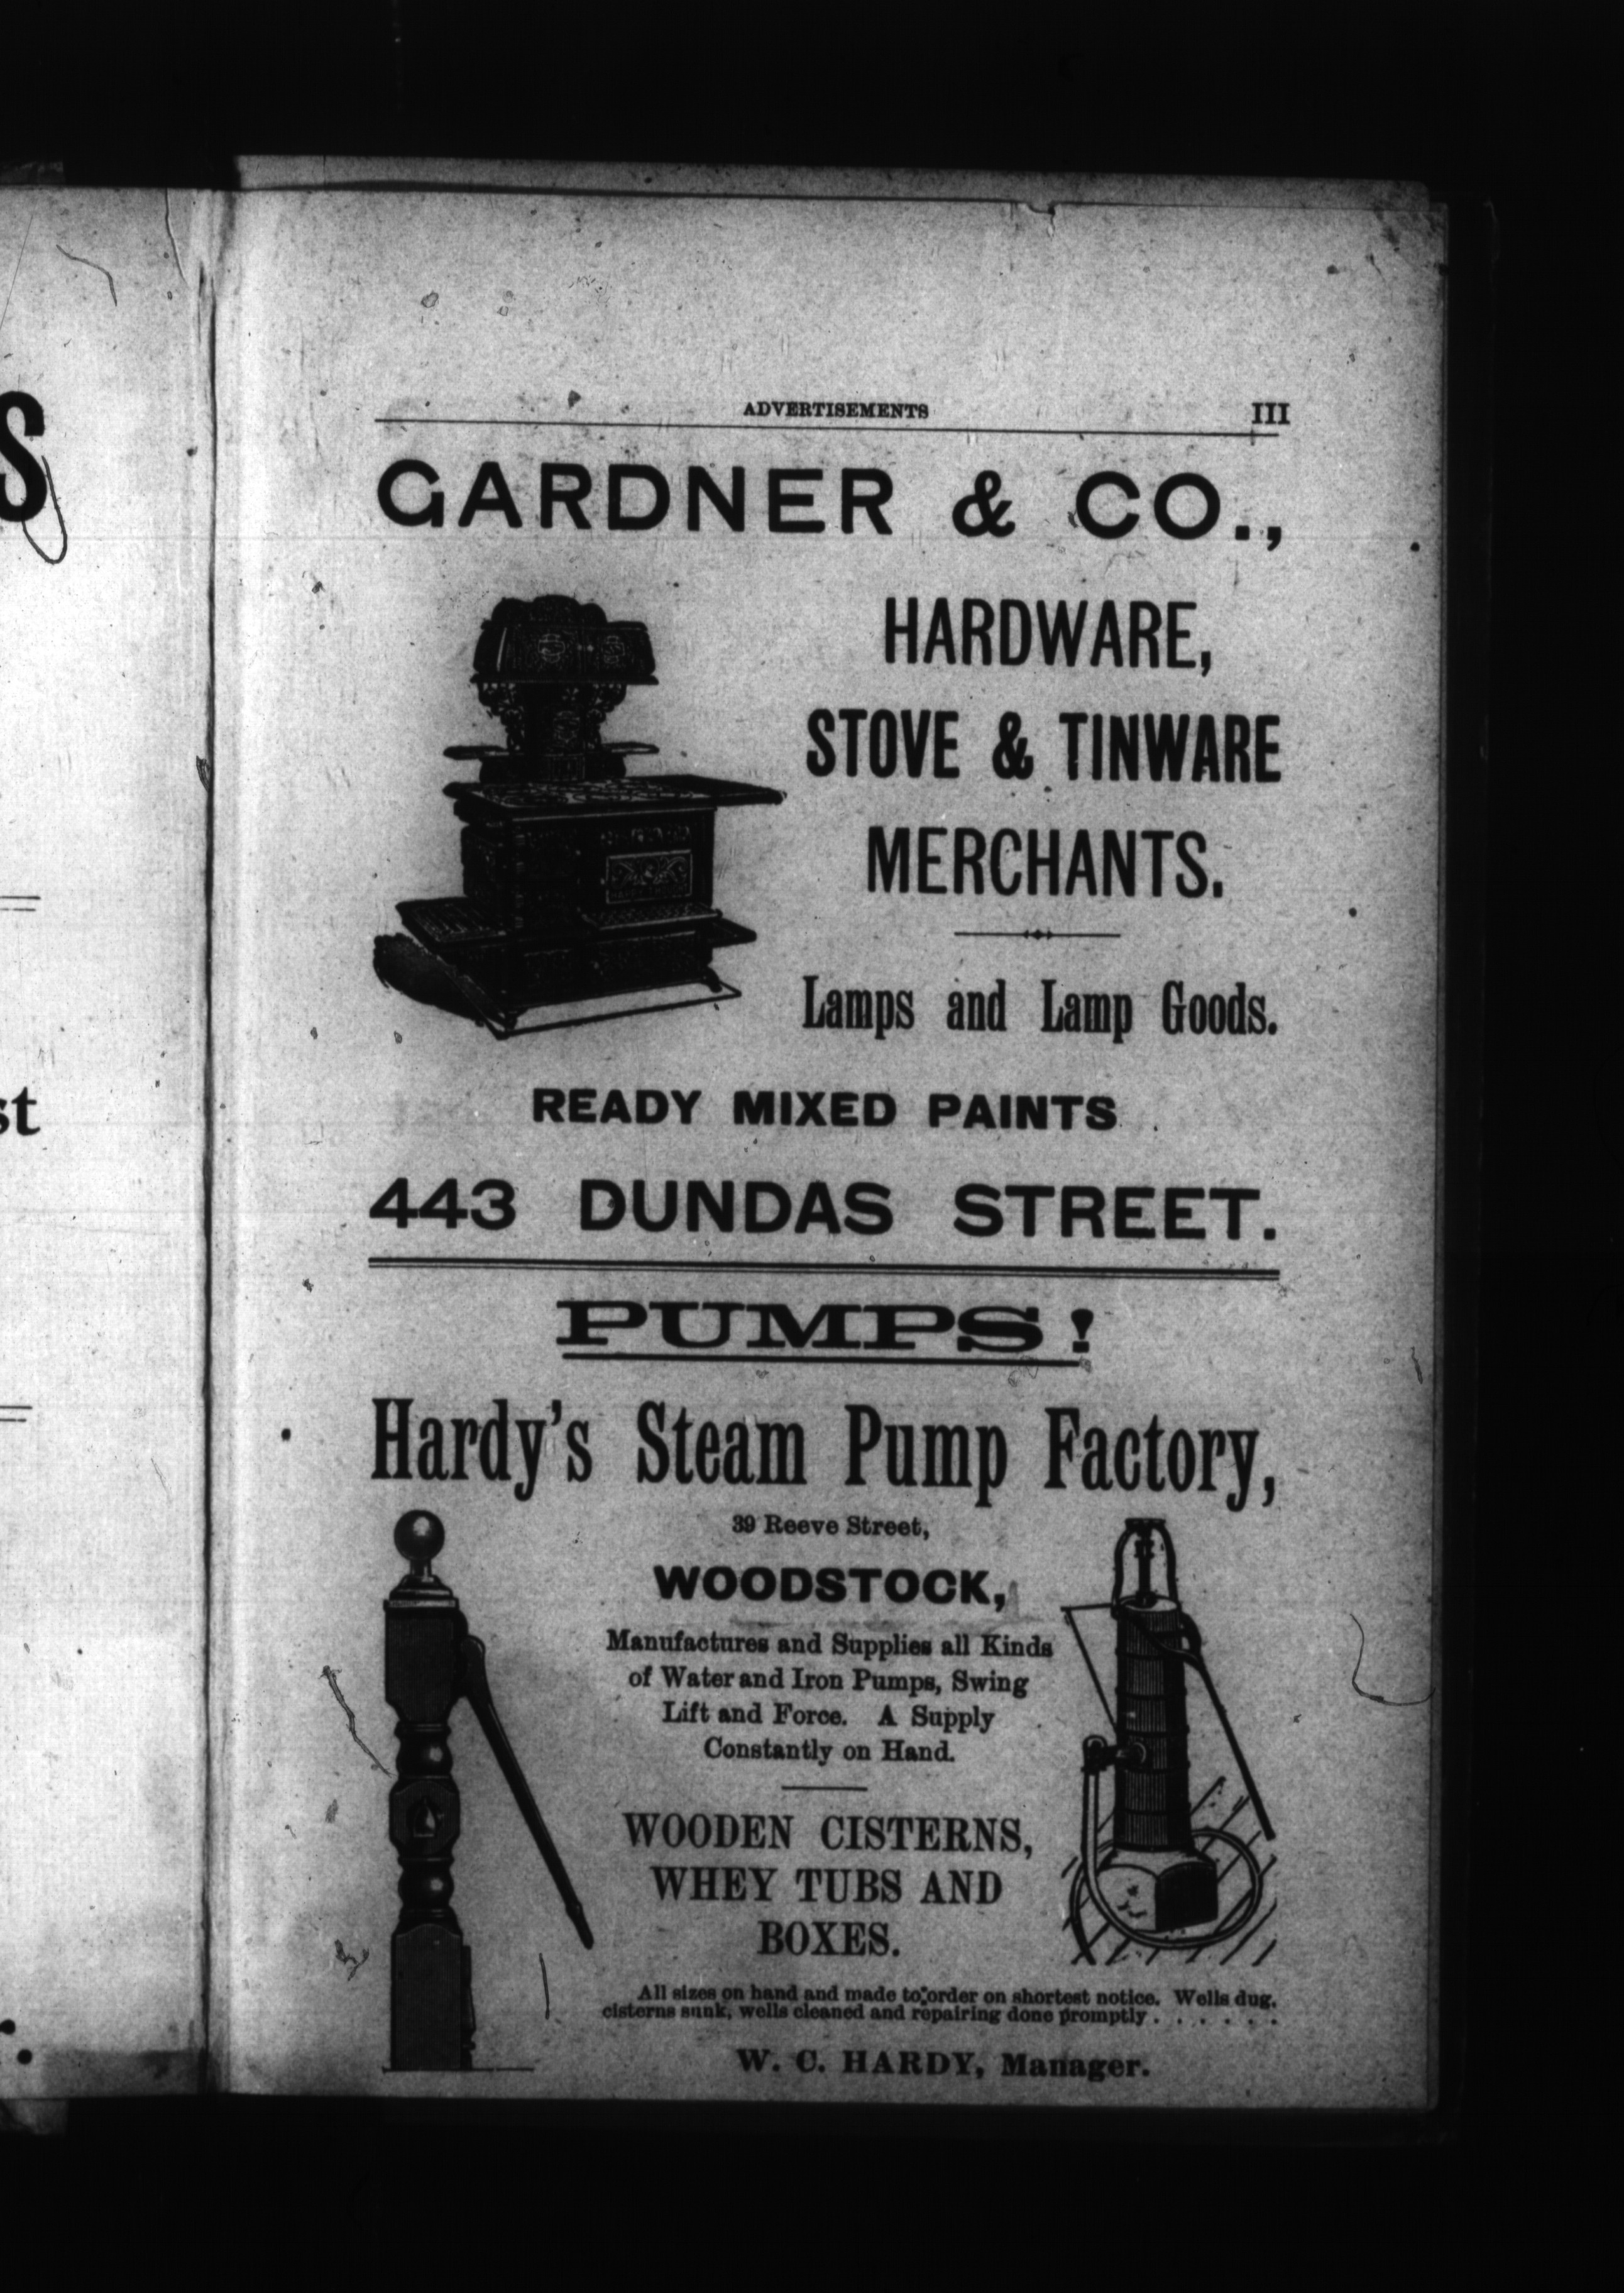 ADVERTISEMENTS III
GARDNER & CO.,
HARDWARE,
STOVE & TINWARE
MERCHANTS.
Lamps and Lamp Goods.
READY MIXED PAINTS
443 DUNDAS STREET.
PUMPS!
Hardy's Steam Pump Factory,
39 Reeve Street,
WOODSTOCK,
Manufactures and Supplies all Kinds
of Water and Iron Pumps, Swing
Lift and Force. A Supply
Constantly on Hand.
WOODEN CISTERNS,
WHEY TUBS AND
BOXES.
All sizes on hand and made to order on shortest notice. Wells dug,
cisterns sunk, wells cleaned and repairing done promptly . . . . . .
W. C. HARDY, Manager.